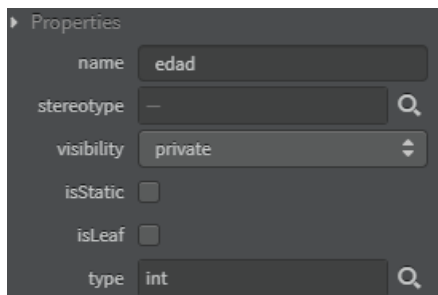 Properties
name edad
stereotype —
visibility private
isStatic
isLeaf
type int